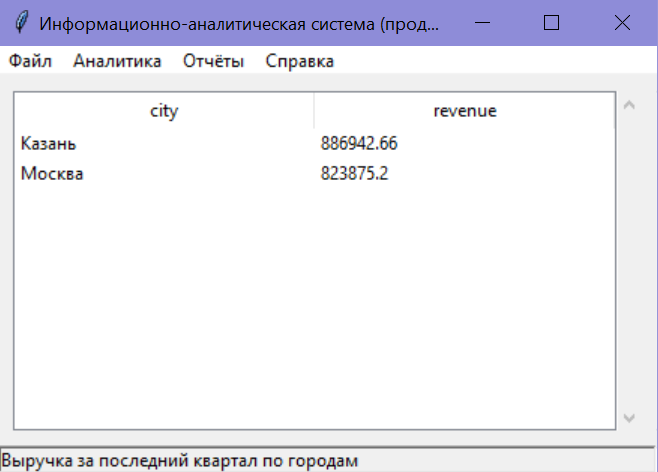 Информационно-аналитическая система (прод...
Файл Аналитика Отчёты Справка
city revenue
Казань 886942.66
Москва 823875.2
Выручка за последний квартал по городам